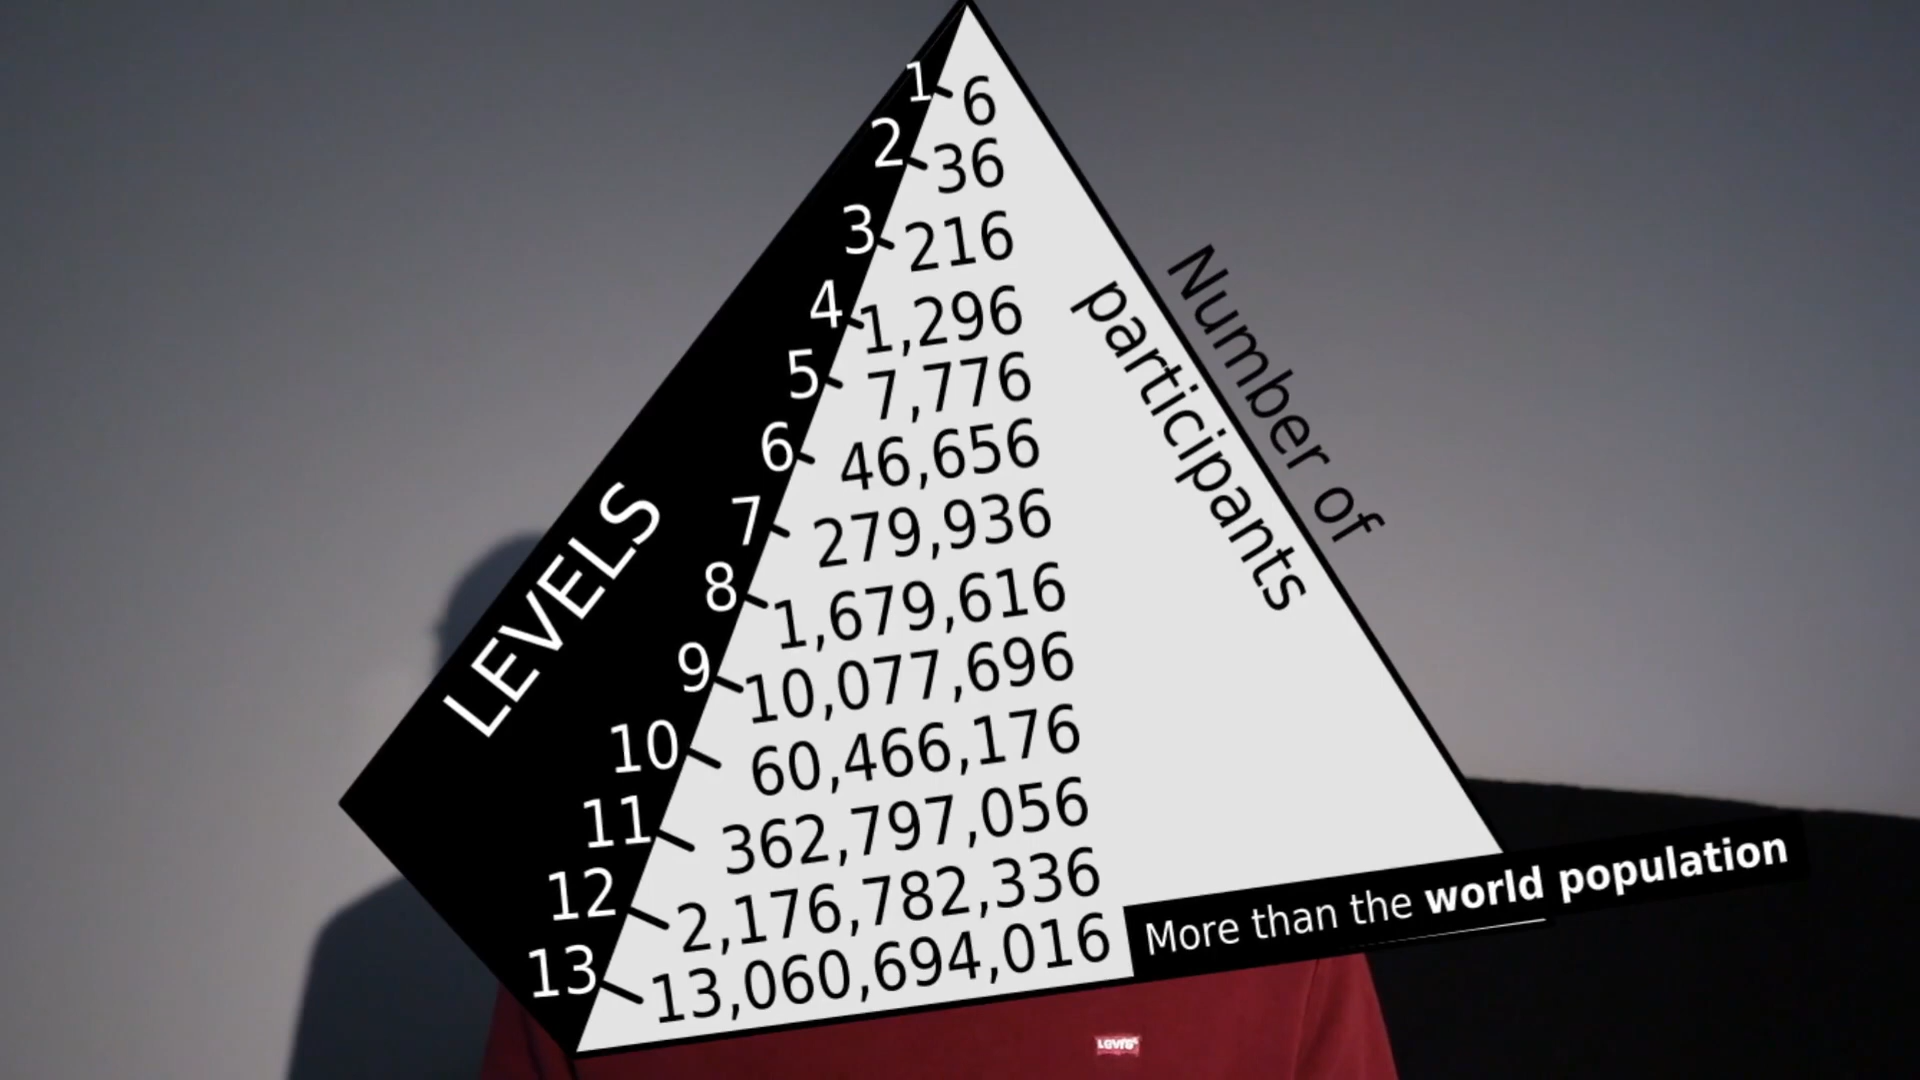 1 6
2 36
3 216
4 1,296
5 7,776
6 46,656
7 279,936
8 1,679,616
9 10,077,696
10 60,466,176
11 362,797,056
12 2,176,782,336
13 13,060,694,016
LEVELS
Number of
participants
More than the world population
Levi's